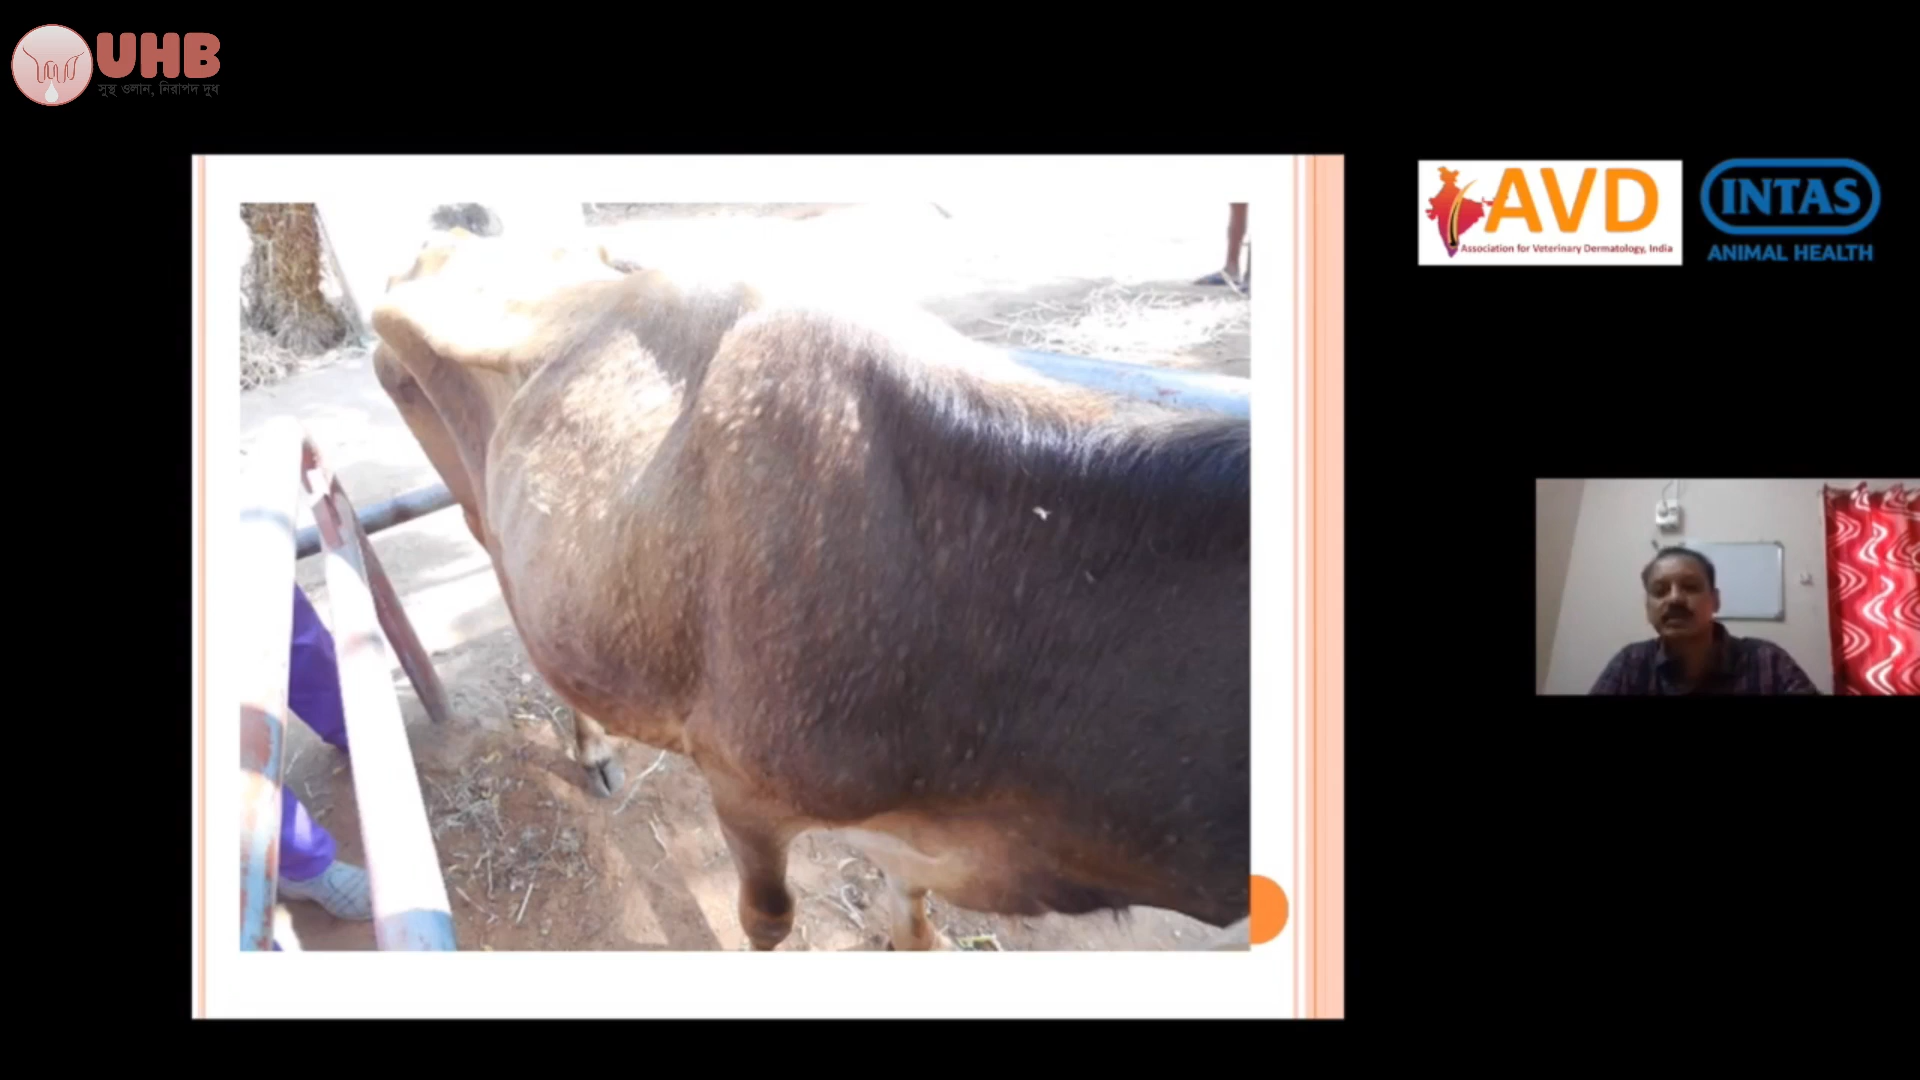 UHB
সুস্থ ওলান, নিরাপদ দুধ
AVD
Association for Veterinary Dermatology, India
INTAS
ANIMAL HEALTH